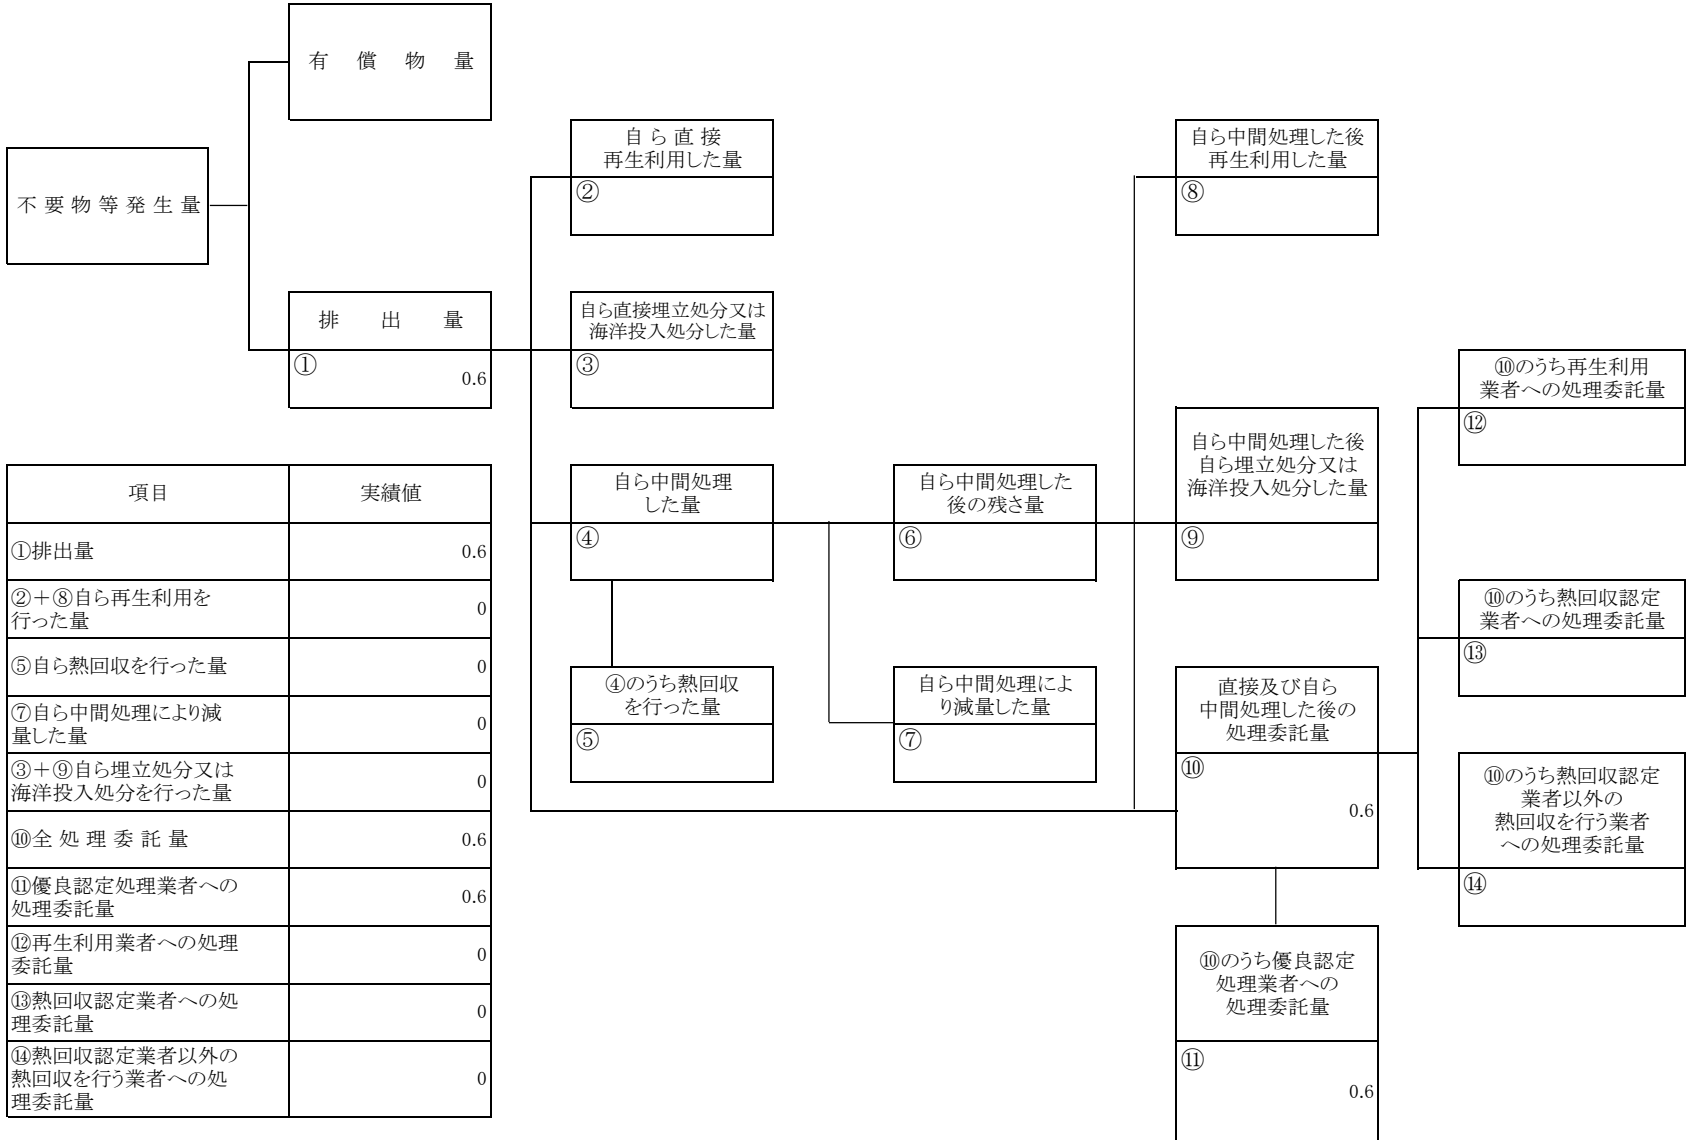 有償物量
不要物等発生量
排出量
①
0.6
自ら直接
再生利用した量
②
自ら直接埋立処分又は
海洋投入処分した量
③
自ら中間処理
した量
④
④のうち熱回収
を行った量
⑤
自ら中間処理した
後の残さ量
⑥
自ら中間処理によ
り減量した量
⑦
自ら中間処理した後
再生利用した量
⑧
自ら中間処理した後
自ら埋立処分又は
海洋投入処分した量
⑨
直接及び自ら
中間処理した後の
処理委託量
⑩
0.6
⑩のうち優良認定
処理業者への
処理委託量
⑪
0.6
⑩のうち再生利用
業者への処理委託量
⑫
⑩のうち熱回収認定
業者への処理委託量
⑬
⑩のうち熱回収認定
業者以外の
熱回収を行う業者
への処理委託量
⑭
項目 実績値
①排出量 0.6
②＋⑧自ら再生利用を
行った量 0
⑤自ら熱回収を行った量 0
⑦自ら中間処理により減
量した量 0
③＋⑨自ら埋立処分又は
海洋投入処分を行った量 0
⑩全処理委託量 0.6
⑪優良認定処理業者への
処理委託量 0.6
⑫再生利用業者への処理
委託量 0
⑬熱回収認定業者への処
理委託量 0
⑭熱回収認定業者以外の
熱回収を行う業者への処 0
理委託量